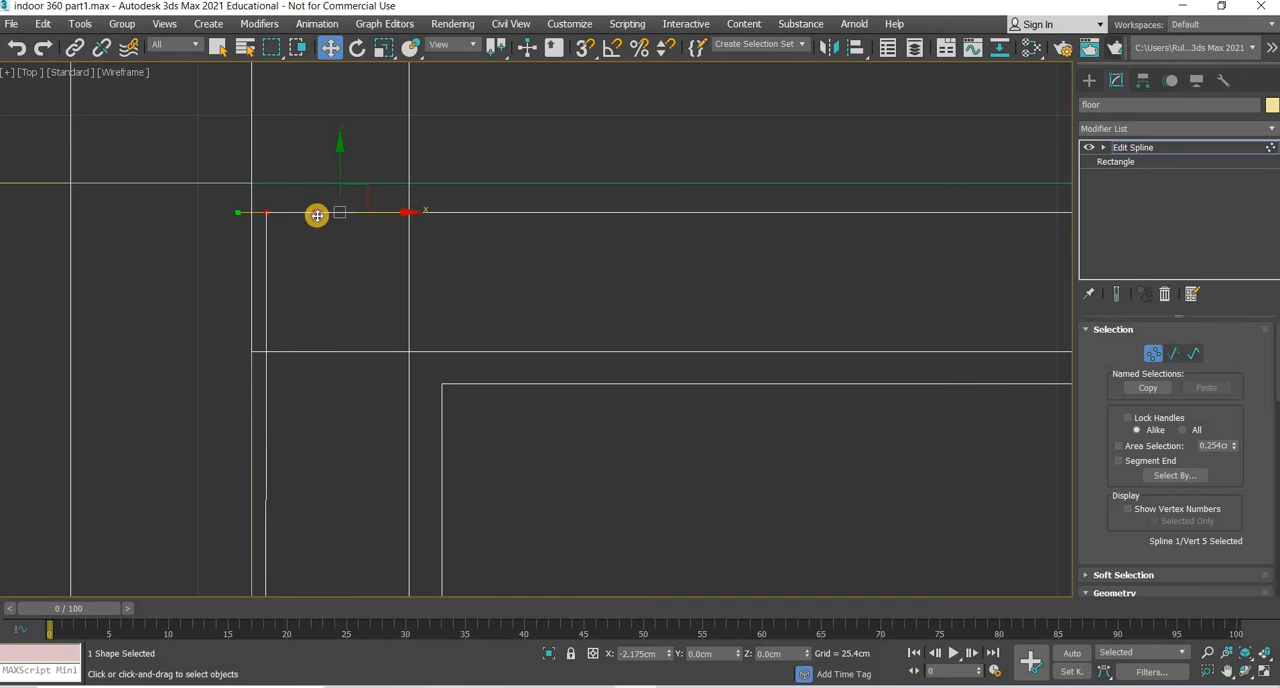 indoor 360 part1.max - Autodesk 3ds Max 2021 Educational - Not for Commercial Use
File Edit Tools Group Views Create Modifiers Animation Graph Editors Rendering Civil View Customize Scripting Interactive Content Substance Arnold Help Sign In Workspaces: Default
All View Create Selection Set C:\Users\Rul...3ds Max 2021
[+] [Top ] [Standard ] [Wireframe ]
floor
Modifier List
Edit Spline
Rectangle
y
x
Selection
Named Selections:
Copy Paste
Lock Handles
Alike All
Area Selection: 0.254c
Segment End
Select By...
Display
Show Vertex Numbers
Selected Only
Spline 1/Vert 5 Selected
Soft Selection
Geometry
< 0 / 100 >
0 5 10 15 20 25 30 35 40 45 50 55 60 65 70 75 80 85 90 95 100
1 Shape Selected X: -2.175cm Y: 0.0cm Z: 0.0cm Grid = 25.4cm Auto Selected
MAXScript Mini Click or click-and-drag to select objects Add Time Tag 0 Set K. Filters...